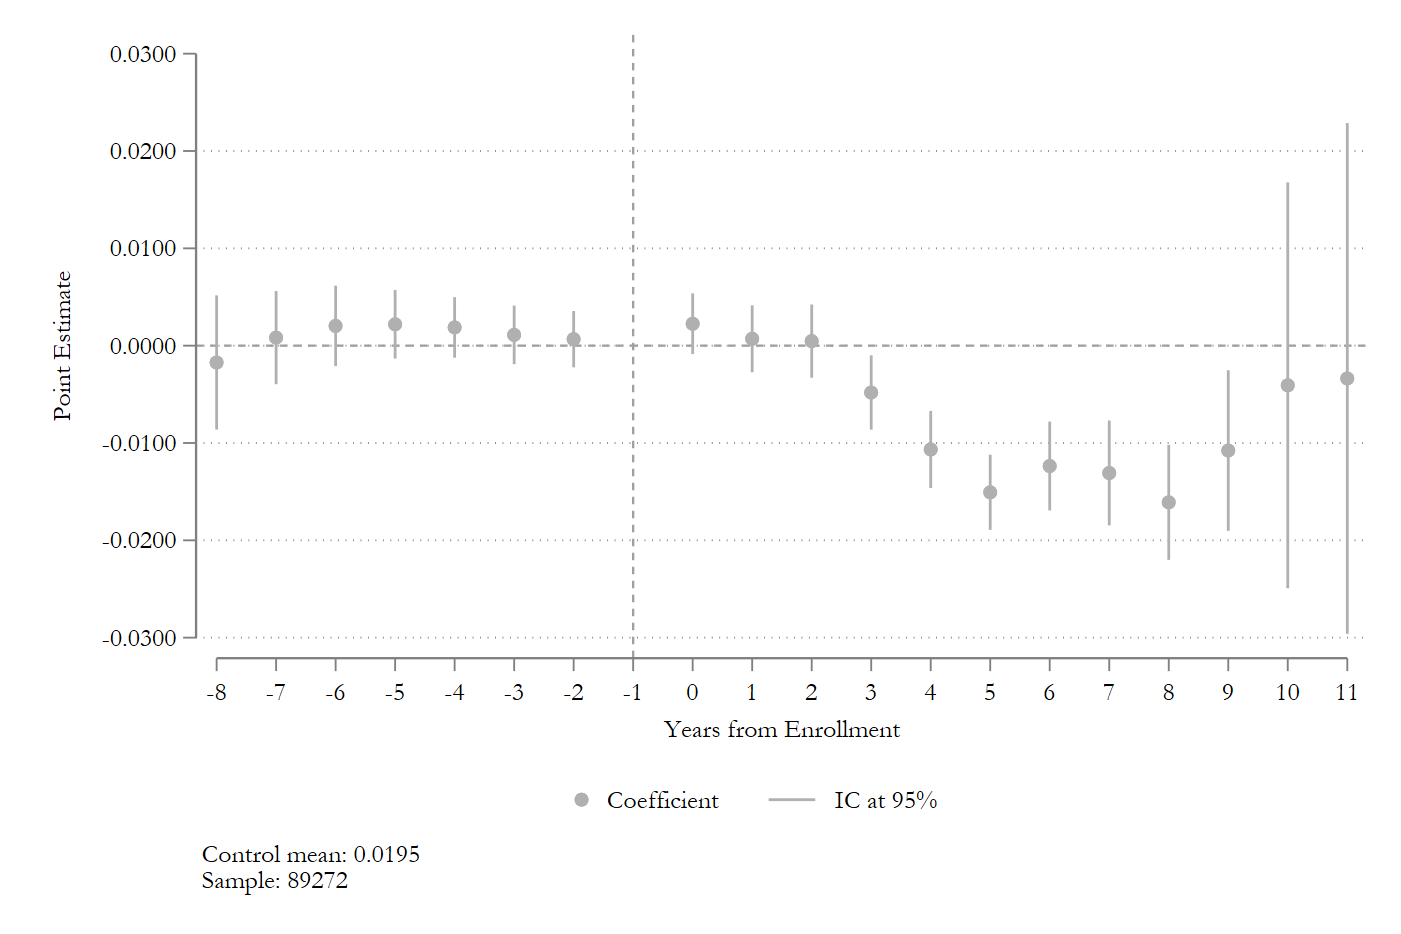 0.0300
0.0200
0.0100
0.0000
-0.0100
-0.0200
-0.0300
Point Estimate
-8 -7 -6 -5 -4 -3 -2 -1 0 1 2 3 4 5 6 7 8 9 10 11
Years from Enrollment
Coefficient IC at 95%
Control mean: 0.0195
Sample: 89272